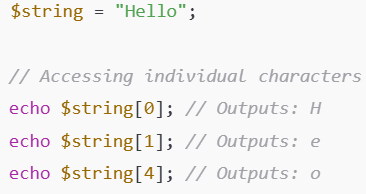 $string = "Hello";
// Accessing individual characters
echo $string[0]; // Outputs: H
echo $string[1]; // Outputs: e
echo $string[4]; // Outputs: o